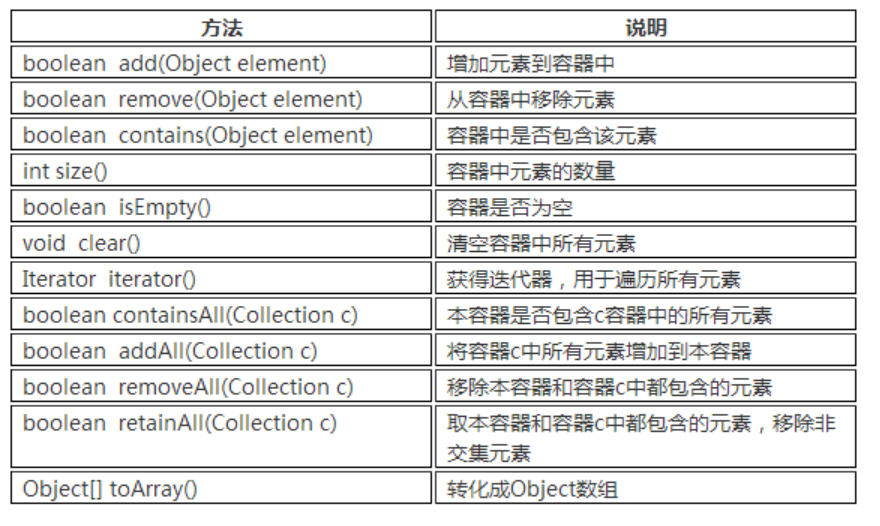 方法 说明
boolean add(Object element) 增加元素到容器中
boolean remove(Object element) 从容器中移除元素
boolean contains(Object element) 容器中是否包含该元素
int size() 容器中元素的数量
boolean isEmpty() 容器是否为空
void clear() 清空容器中所有元素
Iterator iterator() 获得迭代器，用于遍历所有元素
boolean containsAll(Collection c) 本容器是否包含c容器中的所有元素
boolean addAll(Collection c) 将容器c中所有元素增加到本容器
boolean removeAll(Collection c) 移除本容器和容器c中都包含的元素
boolean retainAll(Collection c) 取本容器和容器c中都包含的元素，移除非
交集元素
Object[] toArray() 转化成Object数组